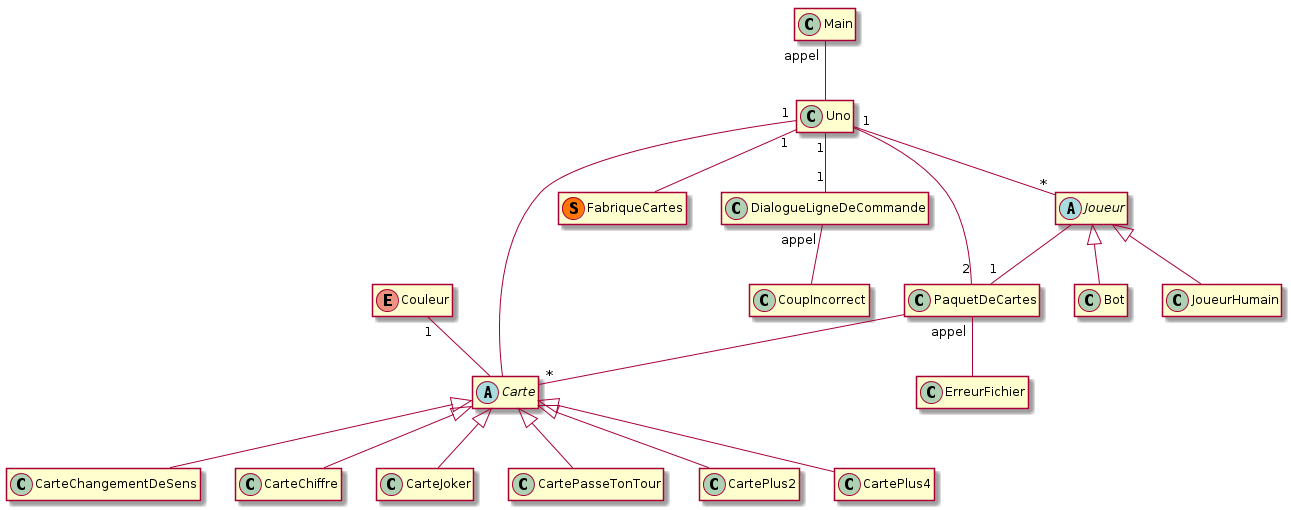 C Main
appel
C Uno
1
1
1
1
1
*
S FabriqueCartes
C DialogueLigneDeCommande
A Joueur
appel
2
1
E Couleur
C CoupIncorrect
C PaquetDeCartes
C Bot
C JoueurHumain
1
appel
*
A Carte
C ErreurFichier
C CarteChangementDeSens
C CarteChiffre
C CarteJoker
C CartePasseTonTour
C CartePlus2
C CartePlus4